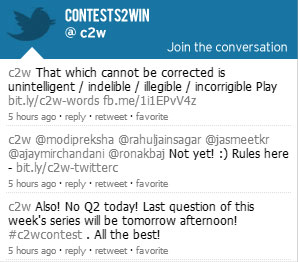 CONTESTS2WIN
@ c2w
Join the conversation
c2w That which cannot be corrected is
unintelligent / indelible / illegible / incorrigible Play
bit.ly/c2w-words fb.me/1i1EPvV4z
5 hours ago · reply · retweet · favorite
c2w @modipreksha @rahuljainsagar @jasmeetkr
@ajaymirchandani @ronakbaj Not yet! :) Rules here
- bit.ly/c2w-twitterc
5 hours ago · reply · retweet · favorite
c2w Also! No Q2 today! Last question of this
week's series will be tomorrow afternoon!
#c2wcontest . All the best!
5 hours ago · reply · retweet · favorite